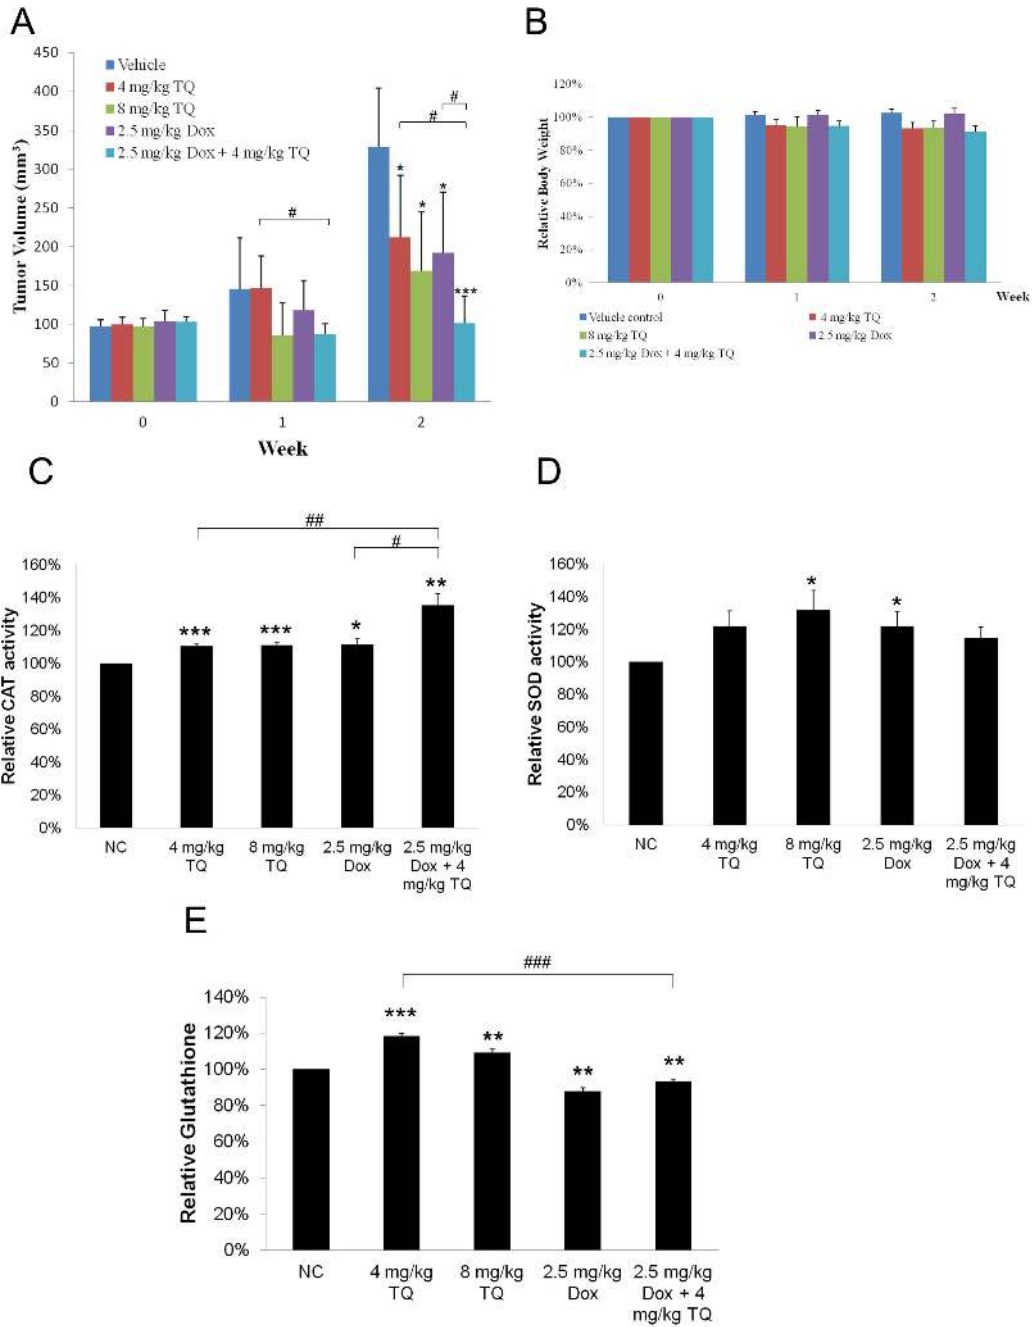 A
450
400
350
300
250
200
150
100
50
0
Tumor Volume (mm³)
Vehicle
4 mg/kg TQ
8 mg/kg TQ
2.5 mg/kg Dox
2.5 mg/kg Dox + 4 mg/kg TQ
#
*
*
*
***
#
#
0 1 2
Week
B
120%
100%
80%
60%
40%
20%
0%
Relative Body Weight
0 1 2 Week
Vehicle control 4 mg/kg TQ
8 mg/kg TQ 2.5 mg/kg Dox
2.5 mg/kg Dox + 4 mg/kg TQ
C
##
#
160%
140%
120%
100%
80%
60%
40%
20%
0%
Relative CAT activity
*** *** * **
NC 4 mg/kg 8 mg/kg 2.5 mg/kg 2.5 mg/kg
TQ TQ Dox Dox + 4
mg/kg TQ
D
160%
140%
120%
100%
80%
60%
40%
20%
0%
Relative SOD activity
* *
NC 4 mg/kg 8 mg/kg 2.5 mg/kg 2.5 mg/kg
TQ TQ Dox Dox + 4
mg/kg TQ
E
###
140%
120%
100%
80%
60%
40%
20%
0%
Relative Glutathione
*** ** ** **
NC 4 mg/kg 8 mg/kg 2.5 mg/kg 2.5 mg/kg
TQ TQ Dox Dox + 4
mg/kg TQ